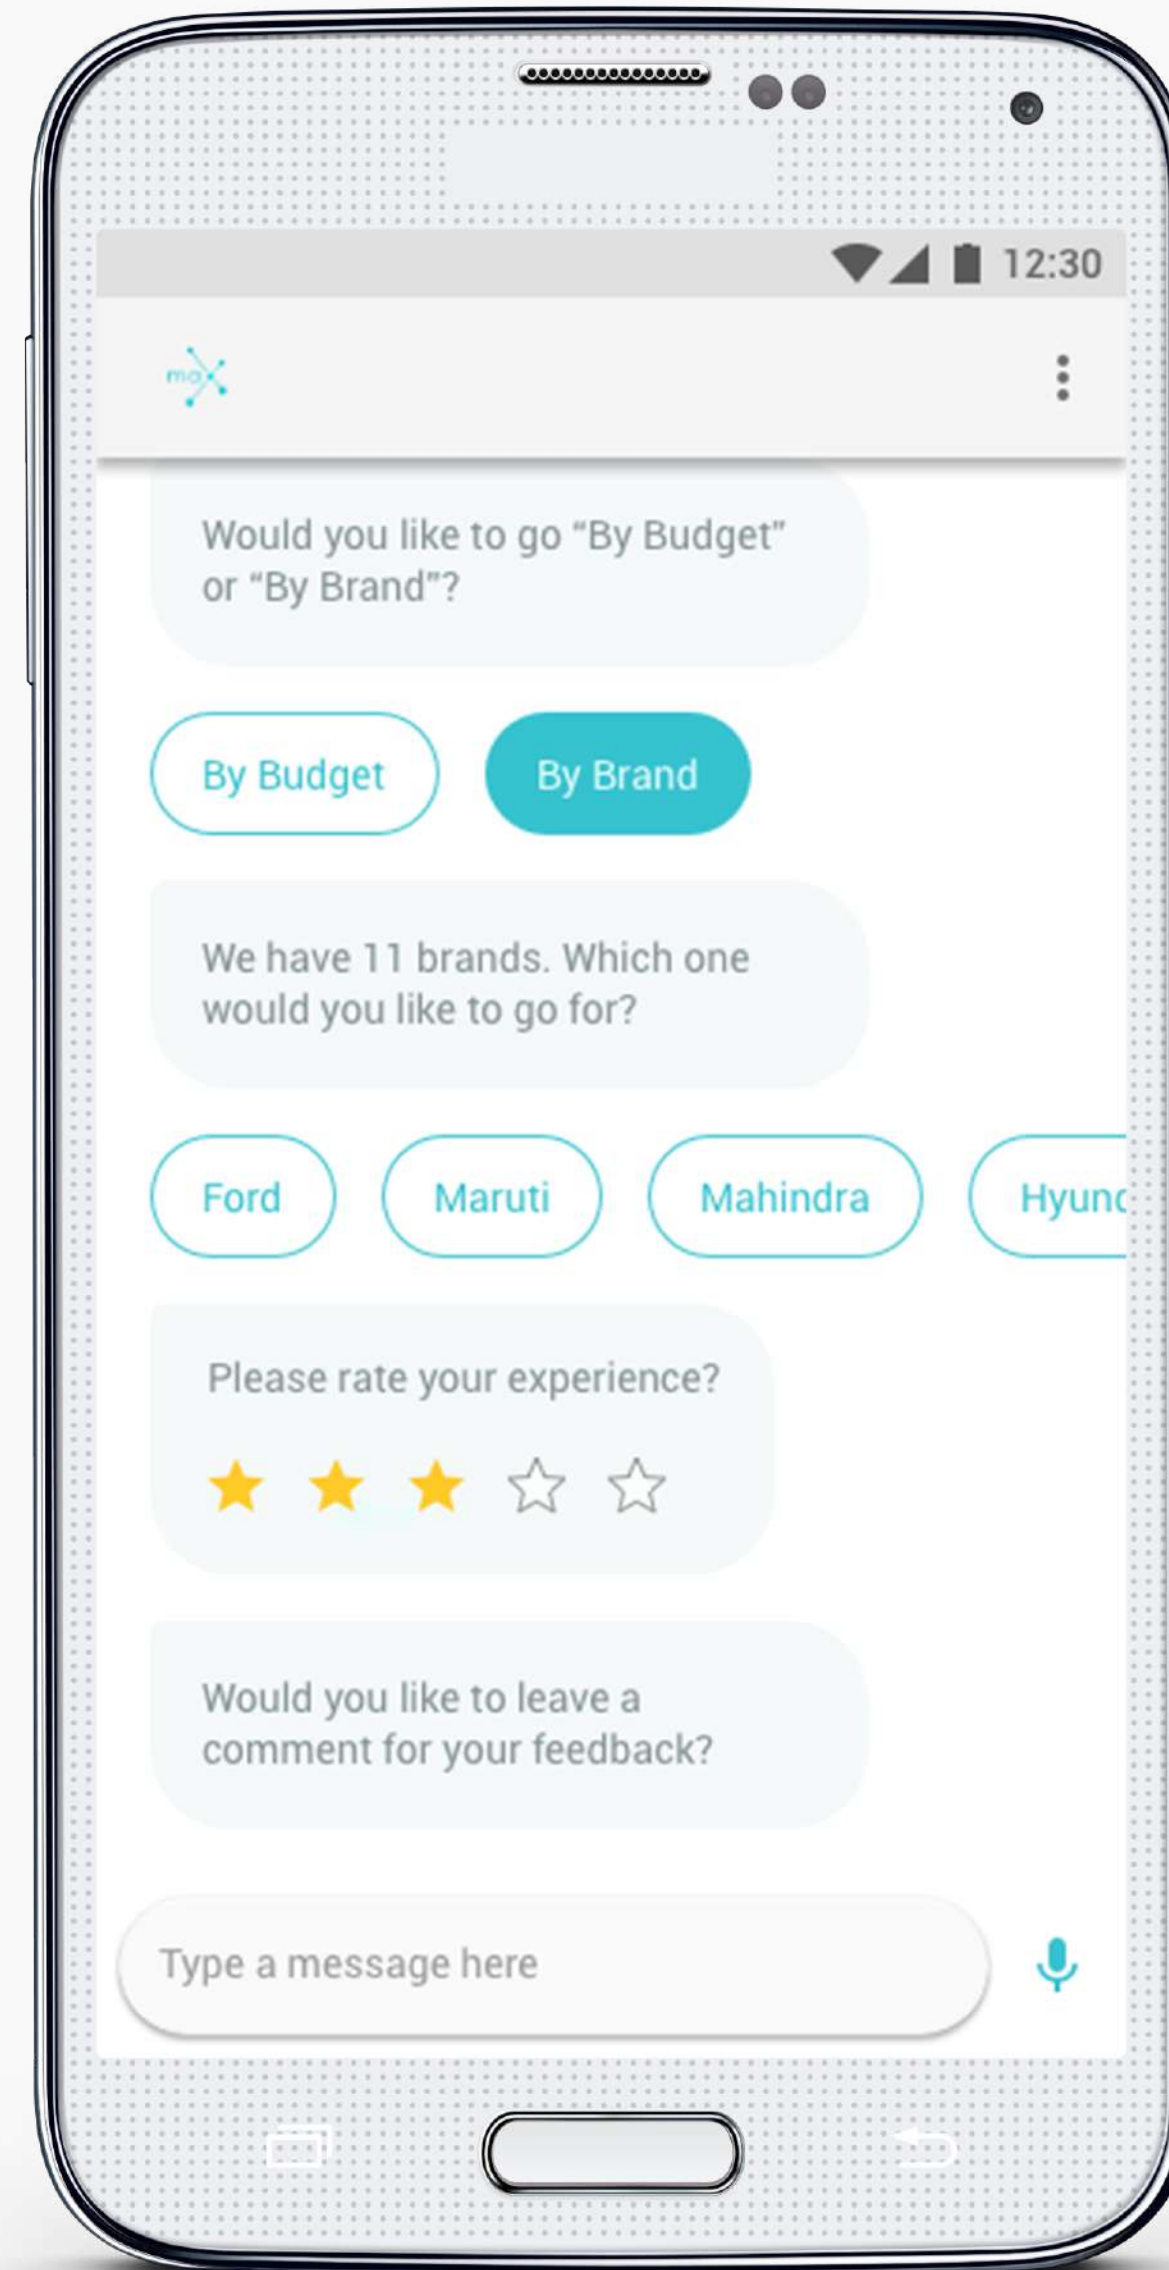 12:30
max
Would you like to go “By Budget”
or “By Brand”?
By Budget
By Brand
We have 11 brands. Which one
would you like to go for?
Ford
Maruti
Mahindra
Hyund
Please rate your experience?
Would you like to leave a
comment for your feedback?
Type a message here